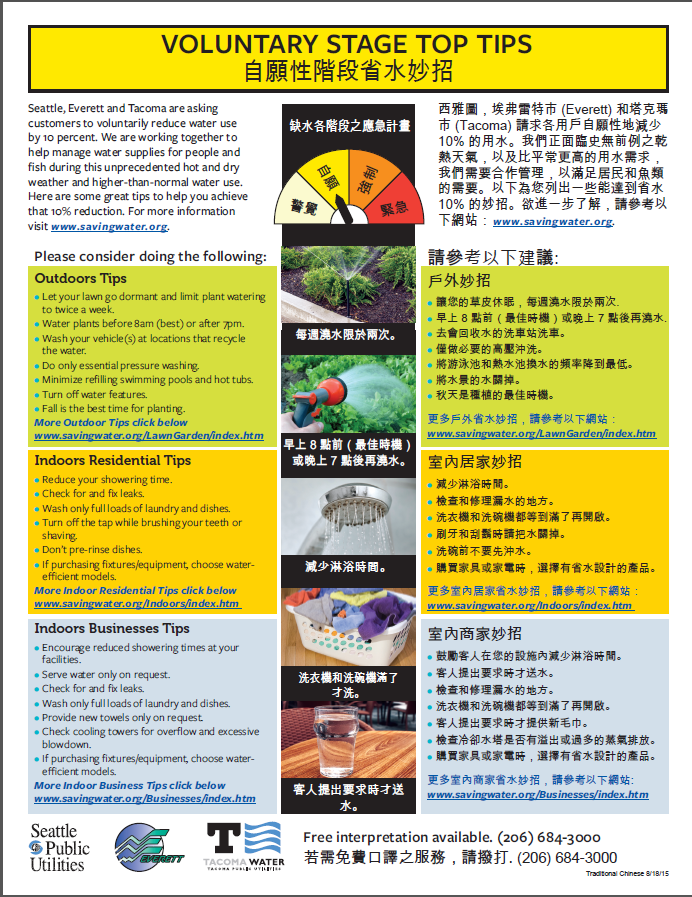 VOLUNTARY STAGE TOP TIPS
自願性階段省水妙招
Seattle, Everett and Tacoma are asking
customers to voluntarily reduce water use
by 10 percent. We are working together to
help manage water supplies for people and
fish during this unprecedented hot and dry
weather and higher-than-normal water use.
Here are some great tips to help you achieve
that 10% reduction. For more information
visit www.savingwater.org.
缺水各階段之應急計畫
警覺
自願
強制
緊急
西雅圖，埃弗雷特市 (Everett) 和塔克瑪
市 (Tacoma) 請求各用戶自願性地減少
10% 的用水。我們正面臨史無前例之乾
熱天氣，以及比平常更高的用水需求，
我們需要合作管理，以滿足居民和魚類
的需要。以下為您列出一些能達到省水
10% 的妙招。欲進一步了解，請參考以
下網站：www.savingwater.org.
Please consider doing the following:
Outdoors Tips
• Let your lawn go dormant and limit plant watering
to twice a week.
• Water plants before 8am (best) or after 7pm.
• Wash your vehicle(s) at locations that recycle
the water.
• Do only essential pressure washing.
• Minimize refilling swimming pools and hot tubs.
• Turn off water features.
• Fall is the best time for planting.
More Outdoor Tips click below
www.savingwater.org/LawnGarden/index.htm
Indoors Residential Tips
• Reduce your showering time.
• Check for and fix leaks.
• Wash only full loads of laundry and dishes.
• Turn off the tap while brushing your teeth or
shaving.
• Don't pre-rinse dishes.
• If purchasing fixtures/equipment, choose water-
efficient models.
More Indoor Residential Tips click below
www.savingwater.org/Indoors/index.htm
Indoors Businesses Tips
• Encourage reduced showering times at your
facilities.
• Serve water only on request.
• Check for and fix leaks.
• Wash only full loads of laundry and dishes.
• Provide new towels only on request.
• Check cooling towers for overflow and excessive
blowdown.
• If purchasing fixtures/equipment, choose water-
efficient models.
More Indoor Business Tips click below
www.savingwater.org/Businesses/index.htm
每週澆水限於兩次。
早上 8 點前（最佳時機）
或晚上 7 點後再澆水。
減少淋浴時間。
洗衣機和洗碗機滿了
才洗。
客人提出要求時才送
水。
請參考以下建議:
戶外妙招
• 讓您的草皮休眠，每週澆水限於兩次.
• 早上 8 點前（最佳時機）或晚上 7 點後再澆水.
• 去會回收水的洗車站洗車。
• 僅做必要的高壓沖洗。
• 將游泳池和熱水池換水的頻率降到最低。
• 將水景的水關掉。
• 秋天是種植的最佳時機。
更多戶外省水妙招，請參考以下網站：
www.savingwater.org/LawnGarden/index.htm
室內居家妙招
• 減少淋浴時間。
• 檢查和修理漏水的地方。
• 洗衣機和洗碗機都等到滿了再開啟。
• 刷牙和刮鬍時請把水關掉。
• 洗碗前不要先沖水。
• 購買家具或家電時，選擇有省水設計的產品。
更多室內居家省水妙招，請參考以下網站：
www.savingwater.org/Indoors/index.htm
室內商家妙招
• 鼓勵客人在您的設施內減少淋浴時間。
• 客人提出要求時才送水。
• 檢查和修理漏水的地方。
• 洗衣機和洗碗機都等到滿了再開啟。
• 客人提出要求時才提供新毛巾。
• 檢查冷卻水塔是否有溢出或過多的蒸氣排放。
• 購買家具或家電時，選擇有省水設計的產品。
更多室內商家省水妙招，請參考以下網站:
www.savingwater.org/Businesses/index.htm
Seattle
Public
Utilities
EVERETT
T
TACOMA WATER
TACOMA PUBLIC UTILITIES
Free interpretation available. (206) 684-3000
若需免費口譯之服務，請撥打. (206) 684-3000
Traditional Chinese 8/18/15